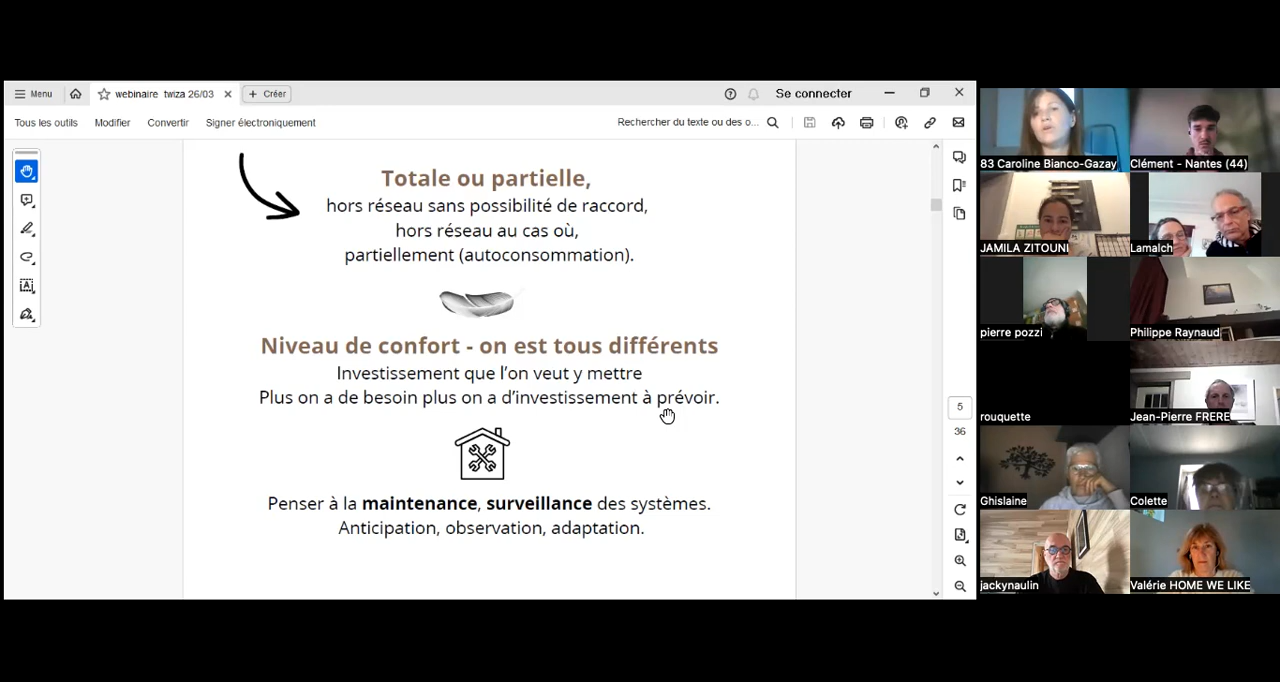 Menu
webinaire twiza 26/03
Créer
Se connecter
Tous les outils
Modifier
Convertir
Signer électroniquement
Rechercher du texte ou des o...
Totale ou partielle,
hors réseau sans possibilité de raccord,
hors réseau au cas où,
partiellement (autoconsommation).
Niveau de confort - on est tous différents
Investissement que l'on veut y mettre
Plus on a de besoin plus on a d'investissement à prévoir.
Penser à la maintenance, surveillance des systèmes.
Anticipation, observation, adaptation.
5
36
83 Caroline Bianco-Gazay
Clément - Nantes (44)
JAMILA ZITOUNI
Lamalch
pierre pozzi
Philippe Raynaud
rouquette
Jean-Pierre FRERE
Ghislaine
Colette
jackynaulin
Valérie HOME WE LIKE